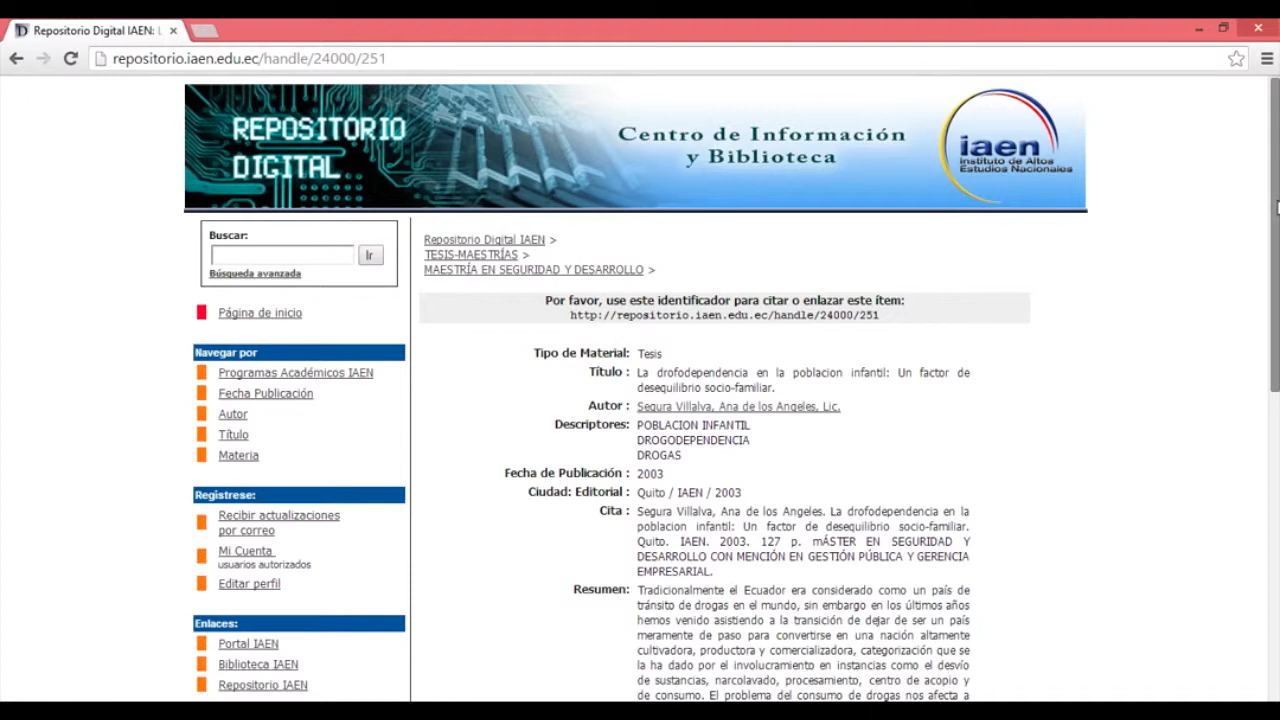 Repositorio Digital IAEN: L
repositorio.iaen.edu.ec/handle/24000/251
REPOSITORIO
DIGITAL
Centro de Información
y Biblioteca
iaen
Instituto de Altos
Estudios Nacionales
Buscar:
Ir
Búsqueda avanzada
Página de inicio
Navegar por
Programas Académicos IAEN
Fecha Publicación
Autor
Título
Materia
Registrese:
Recibir actualizaciones
por correo
Mi Cuenta
usuarios autorizados
Editar perfil
Enlaces:
Portal IAEN
Biblioteca IAEN
Repositorio IAEN
Repositorio Digital IAEN >
TESIS-MAESTRÍAS >
MAESTRÍA EN SEGURIDAD Y DESARROLLO >
Por favor, use este identificador para citar o enlazar este ítem:
http://repositorio.iaen.edu.ec/handle/24000/251
Tipo de Material: Tesis
Título : La drofodependencia en la poblacion infantil: Un factor de
desequilibrio socio-familiar.
Autor : Segura Villalva, Ana de los Angeles, Lic.
Descriptores: POBLACION INFANTIL
DROGODEPENDENCIA
DROGAS
Fecha de Publicación : 2003
Ciudad: Editorial : Quito / IAEN / 2003
Cita : Segura Villalva, Ana de los Angeles. La drofodependencia en la
poblacion infantil: Un factor de desequilibrio socio-familiar.
Quito. IAEN. 2003. 127 p. mÁSTER EN SEGURIDAD Y
DESARROLLO CON MENCIÓN EN GESTIÓN PÚBLICA Y GERENCIA
EMPRESARIAL.
Resumen: Tradicionalmente el Ecuador era considerado como un país de
tránsito de drogas en el mundo, sin embargo en los últimos años
hemos venido asistiendo a la transición de dejar de ser un país
meramente de paso para convertirse en una nación altamente
cultivadora, productora y comercializadora, categorización que se
la ha dado por el involucramiento en instancias como el desvío
de sustancias, narcolavado, procesamiento, centro de acopio y
de consumo. El problema del consumo de drogas nos afecta a